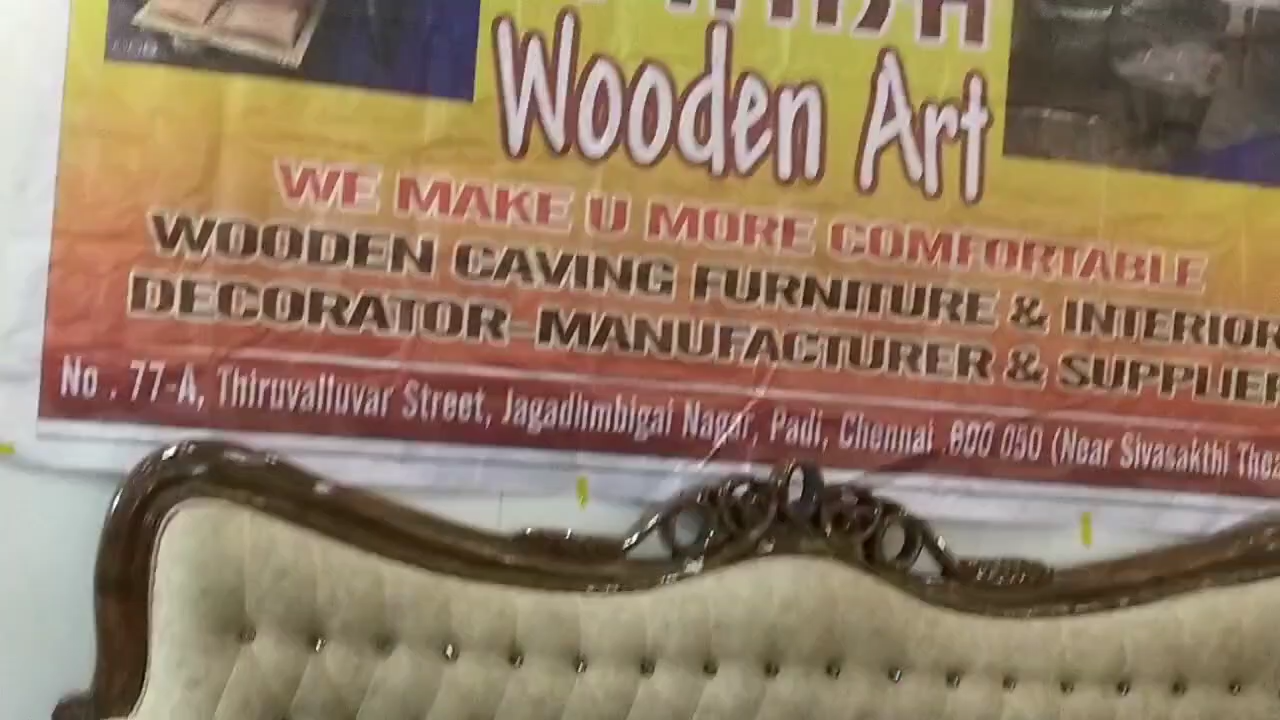 Wooden Art
WE MAKE U MORE COMFORTABLE
WOODEN CAVING FURNITURE & INTERIOR
DECORATOR-MANUFACTURER & SUPPLIER
No . 77-A, Thiruvalluvar Street, Jagadhmbigai Nagar, Padi, Chennai .600 050 (Near Sivasakthi